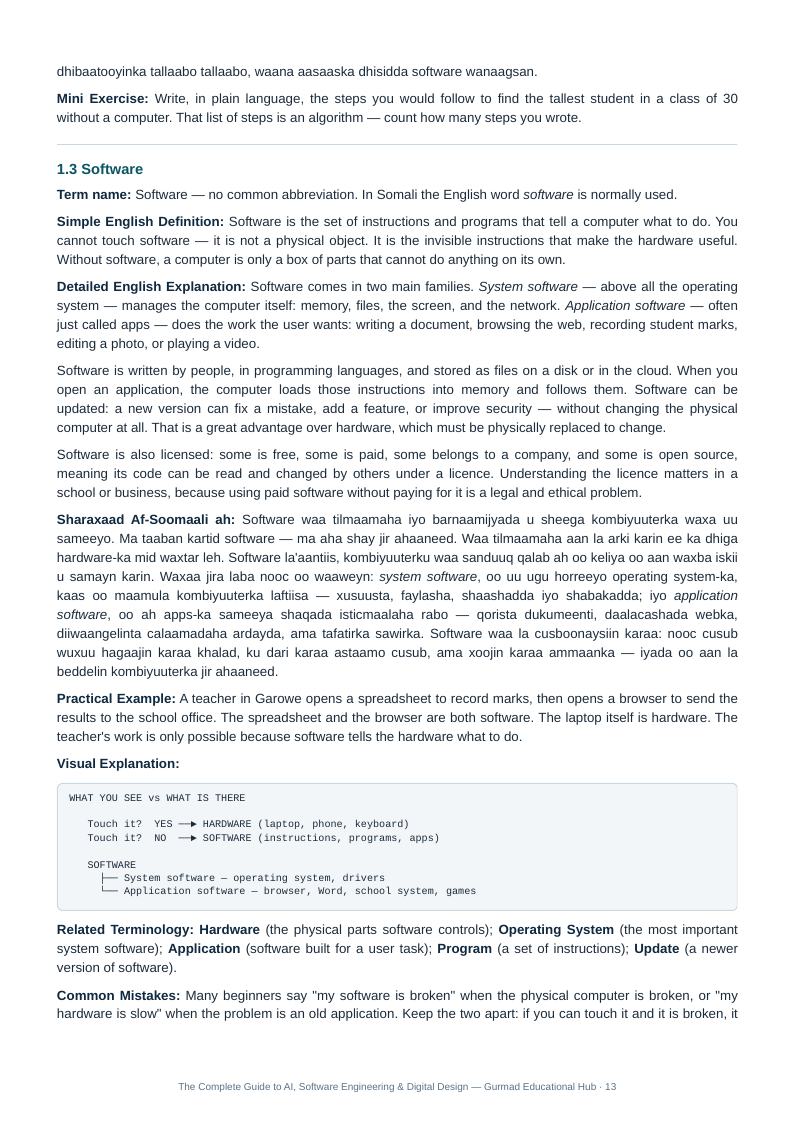 dhibaatooyinka tallaabo tallaabo, waana aasaaska dhisidda software wanaagsan.
Mini Exercise: Write, in plain language, the steps you would follow to find the tallest student in a class of 30
without a computer. That list of steps is an algorithm — count how many steps you wrote.
1.3 Software
Term name: Software — no common abbreviation. In Somali the English word software is normally used.
Simple English Definition: Software is the set of instructions and programs that tell a computer what to do. You
cannot touch software — it is not a physical object. It is the invisible instructions that make the hardware useful.
Without software, a computer is only a box of parts that cannot do anything on its own.
Detailed English Explanation: Software comes in two main families. System software — above all the operating
system — manages the computer itself: memory, files, the screen, and the network. Application software — often
just called apps — does the work the user wants: writing a document, browsing the web, recording student marks,
editing a photo, or playing a video.
Software is written by people, in programming languages, and stored as files on a disk or in the cloud. When you
open an application, the computer loads those instructions into memory and follows them. Software can be
updated: a new version can fix a mistake, add a feature, or improve security — without changing the physical
computer at all. That is a great advantage over hardware, which must be physically replaced to change.
Software is also licensed: some is free, some is paid, some belongs to a company, and some is open source,
meaning its code can be read and changed by others under a licence. Understanding the licence matters in a
school or business, because using paid software without paying for it is a legal and ethical problem.
Sharaxaad Af-Soomaali ah: Software waa tilmaamaha iyo barnaamijyada u sheega kombiyuuterka waxa uu
sameeyo. Ma taaban kartid software — ma aha shay jir ahaaneed. Waa tilmaamaha aan la arki karin ee ka dhiga
hardware-ka mid waxtar leh. Software la'aantiis, kombiyuuterku waa sanduuq qalab ah oo keliya oo aan waxba iskii
u samayn karin. Waxaa jira laba nooc oo waaweyn: system software, oo uu ugu horreeyo operating system-ka,
kaas oo maamula kombiyuuterka laftiisa — xusuusta, faylasha, shaashadda iyo shabakadda; iyo application
software, oo ah apps-ka sameeya shaqada isticmaalaha rabo — qorista dukumeenti, daalacashada webka,
diiwaangelinta calaamadaha ardayda, ama tafatirka sawirka. Software waa la cusboonaysiin karaa: nooc cusub
wuxuu hagaajin karaa khalad, ku dari karaa astaamo cusub, ama xoojin karaa ammaanka — iyada oo aan la
beddelin kombiyuuterka jir ahaaneed.
Practical Example: A teacher in Garowe opens a spreadsheet to record marks, then opens a browser to send the
results to the school office. The spreadsheet and the browser are both software. The laptop itself is hardware. The
teacher's work is only possible because software tells the hardware what to do.
Visual Explanation:
WHAT YOU SEE vs WHAT IS THERE
Touch it? YES ──► HARDWARE (laptop, phone, keyboard)
Touch it? NO ──► SOFTWARE (instructions, programs, apps)
SOFTWARE
├── System software — operating system, drivers
└── Application software — browser, Word, school system, games
Related Terminology: Hardware (the physical parts software controls); Operating System (the most important
system software); Application (software built for a user task); Program (a set of instructions); Update (a newer
version of software).
Common Mistakes: Many beginners say "my software is broken" when the physical computer is broken, or "my
hardware is slow" when the problem is an old application. Keep the two apart: if you can touch it and it is broken, it
The Complete Guide to AI, Software Engineering & Digital Design — Gurmad Educational Hub · 13